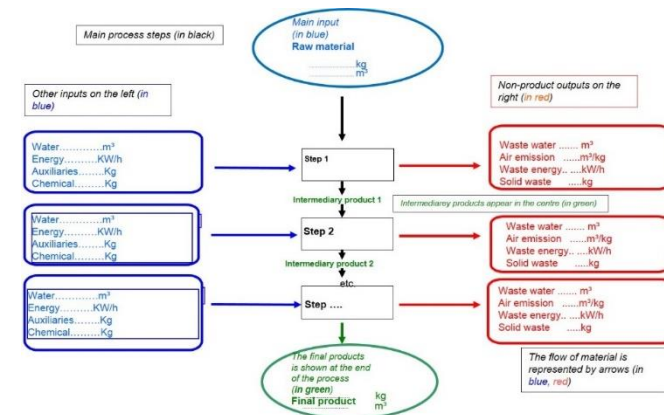 Main process steps (in black)
Main input
(in blue)
Raw material
............... kg
............... m³
Other inputs on the left (in
blue)
Non-product outputs on the
right (in red)
Water.............m³
Energy.........KW/h
Auxiliaries........Kg
Chemical.........Kg
Step 1
Waste water ....... m³
Air emission ......m³/kg
Waste energy.. ....kW/h
Solid waste .....kg
Intermediary product 1
Intermediarey products appear in the centre (in green)
Water.............m³
Energy.........KW/h
Auxiliaries........Kg
Chemical.........Kg
Step 2
Waste water ....... m³
Air emission ......m³/kg
Waste energy.. ....kW/h
Solid waste .....kg
Intermediary product 2
etc.
Water.............m³
Energy.........KW/h
Auxiliaries........Kg
Chemical.........Kg
Step ....
Waste water ....... m³
Air emission ......m³/kg
Waste energy.. ....kW/h
Solid waste .....kg
The final products
is shown at the end
of the process
(in green)
Final product kg
............... m³
The flow of material is
represented by arrows (in
blue, red)